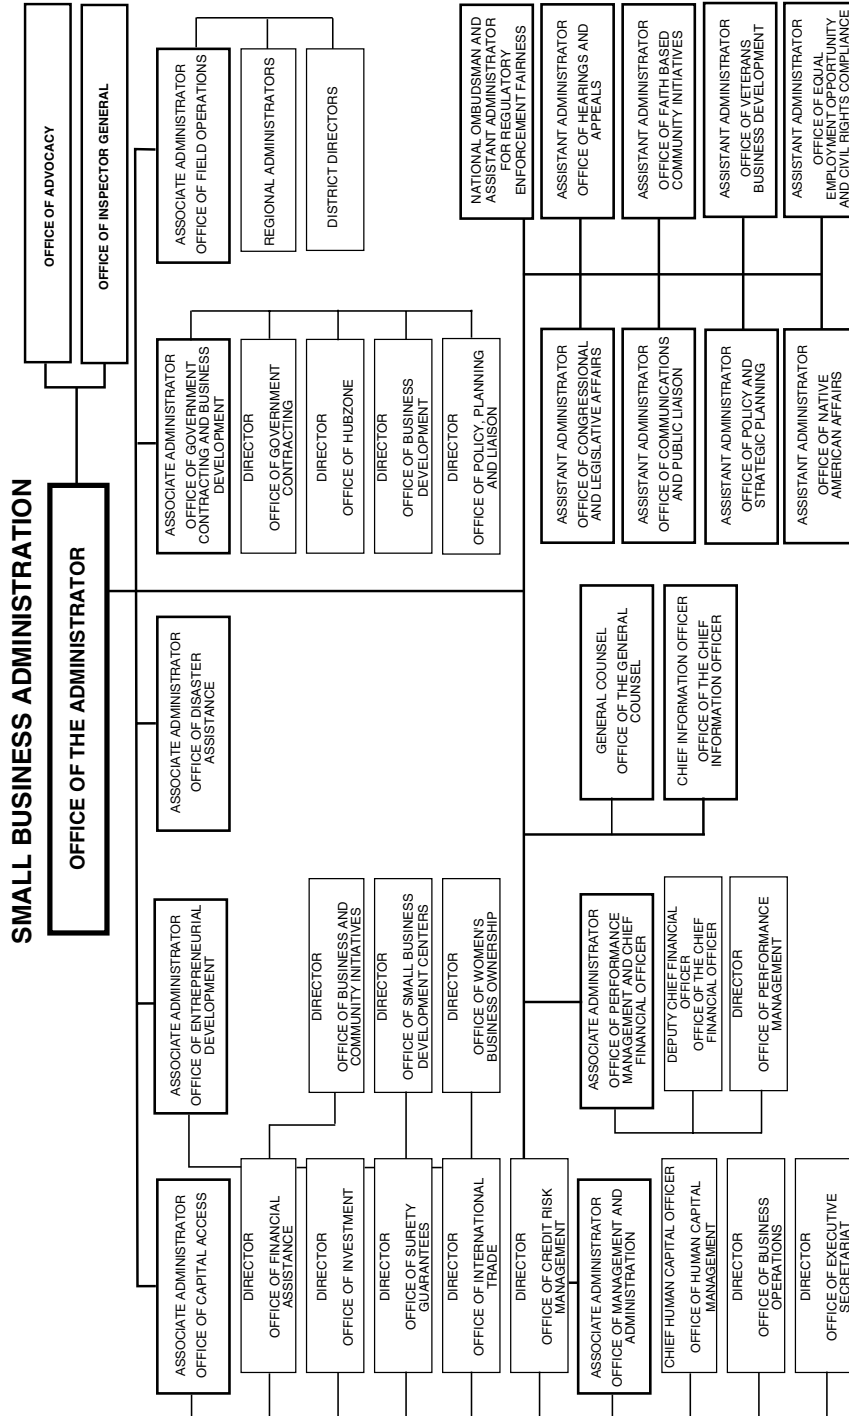 SMALL BUSINESS ADMINISTRATION
OFFICE OF THE ADMINISTRATOR
OFFICE OF ADVOCACY
OFFICE OF INSPECTOR GENERAL
ASSOCIATE ADMINISTRATOR
OFFICE OF CAPITAL ACCESS
DIRECTOR
OFFICE OF FINANCIAL
ASSISTANCE
DIRECTOR
OFFICE OF INVESTMENT
DIRECTOR
OFFICE OF SURETY
GUARANTEES
DIRECTOR
OFFICE OF INTERNATIONAL
TRADE
DIRECTOR
OFFICE OF CREDIT RISK
MANAGEMENT
ASSOCIATE ADMINISTRATOR
OFFICE OF ENTREPRENEURIAL
DEVELOPMENT
DIRECTOR
OFFICE OF BUSINESS AND
COMMUNITY INITIATIVES
DIRECTOR
OFFICE OF SMALL BUSINESS
DEVELOPMENT CENTERS
DIRECTOR
OFFICE OF WOMEN'S
BUSINESS OWNERSHIP
ASSOCIATE ADMINISTRATOR
OFFICE OF DISASTER
ASSISTANCE
ASSOCIATE ADMINISTRATOR
OFFICE OF GOVERNMENT
CONTRACTING AND BUSINESS
DEVELOPMENT
DIRECTOR
OFFICE OF GOVERNMENT
CONTRACTING
DIRECTOR
OFFICE OF HUBZONE
DIRECTOR
OFFICE OF BUSINESS
DEVELOPMENT
DIRECTOR
OFFICE OF POLICY, PLANNING
AND LIAISON
ASSOCIATE ADMINISTRATOR
OFFICE OF FIELD OPERATIONS
REGIONAL ADMINISTRATORS
DISTRICT DIRECTORS
ASSOCIATE ADMINISTRATOR
OFFICE OF MANAGEMENT AND
ADMINISTRATION
CHIEF HUMAN CAPITAL OFFICER
OFFICE OF HUMAN CAPITAL
MANAGEMENT
DIRECTOR
OFFICE OF BUSINESS
OPERATIONS
DIRECTOR
OFFICE OF EXECUTIVE
SECRETARIAT
ASSOCIATE ADMINISTRATOR
OFFICE OF PERFORMANCE
MANAGEMENT AND CHIEF
FINANCIAL OFFICER
DEPUTY CHIEF FINANCIAL
OFFICER
OFFICE OF THE CHIEF
FINANCIAL OFFICER
DIRECTOR
OFFICE OF PERFORMANCE
MANAGEMENT
GENERAL COUNSEL
OFFICE OF THE GENERAL
COUNSEL
CHIEF INFORMATION OFFICER
OFFICE OF THE CHIEF
INFORMATION OFFICER
ASSISTANT ADMINISTRATOR
OFFICE OF CONGRESSIONAL
AND LEGISLATIVE AFFAIRS
ASSISTANT ADMINISTRATOR
OFFICE OF COMMUNICATIONS
AND PUBLIC LIAISON
ASSISTANT ADMINISTRATOR
OFFICE OF POLICY AND
STRATEGIC PLANNING
ASSISTANT ADMINISTRATOR
OFFICE OF NATIVE
AMERICAN AFFAIRS
NATIONAL OMBUDSMAN AND
ASSISTANT ADMINISTRATOR
FOR REGULATORY
ENFORCEMENT FAIRNESS
ASSISTANT ADMINISTRATOR
OFFICE OF HEARINGS AND
APPEALS
ASSISTANT ADMINISTRATOR
OFFICE OF FAITH BASED
COMMUNITY INITIATIVES
ASSISTANT ADMINISTRATOR
OFFICE OF VETERANS
BUSINESS DEVELOPMENT
ASSISTANT ADMINISTRATOR
OFFICE OF EQUAL
EMPLOYMENT OPPORTUNITY
AND CIVIL RIGHTS COMPLIANCE